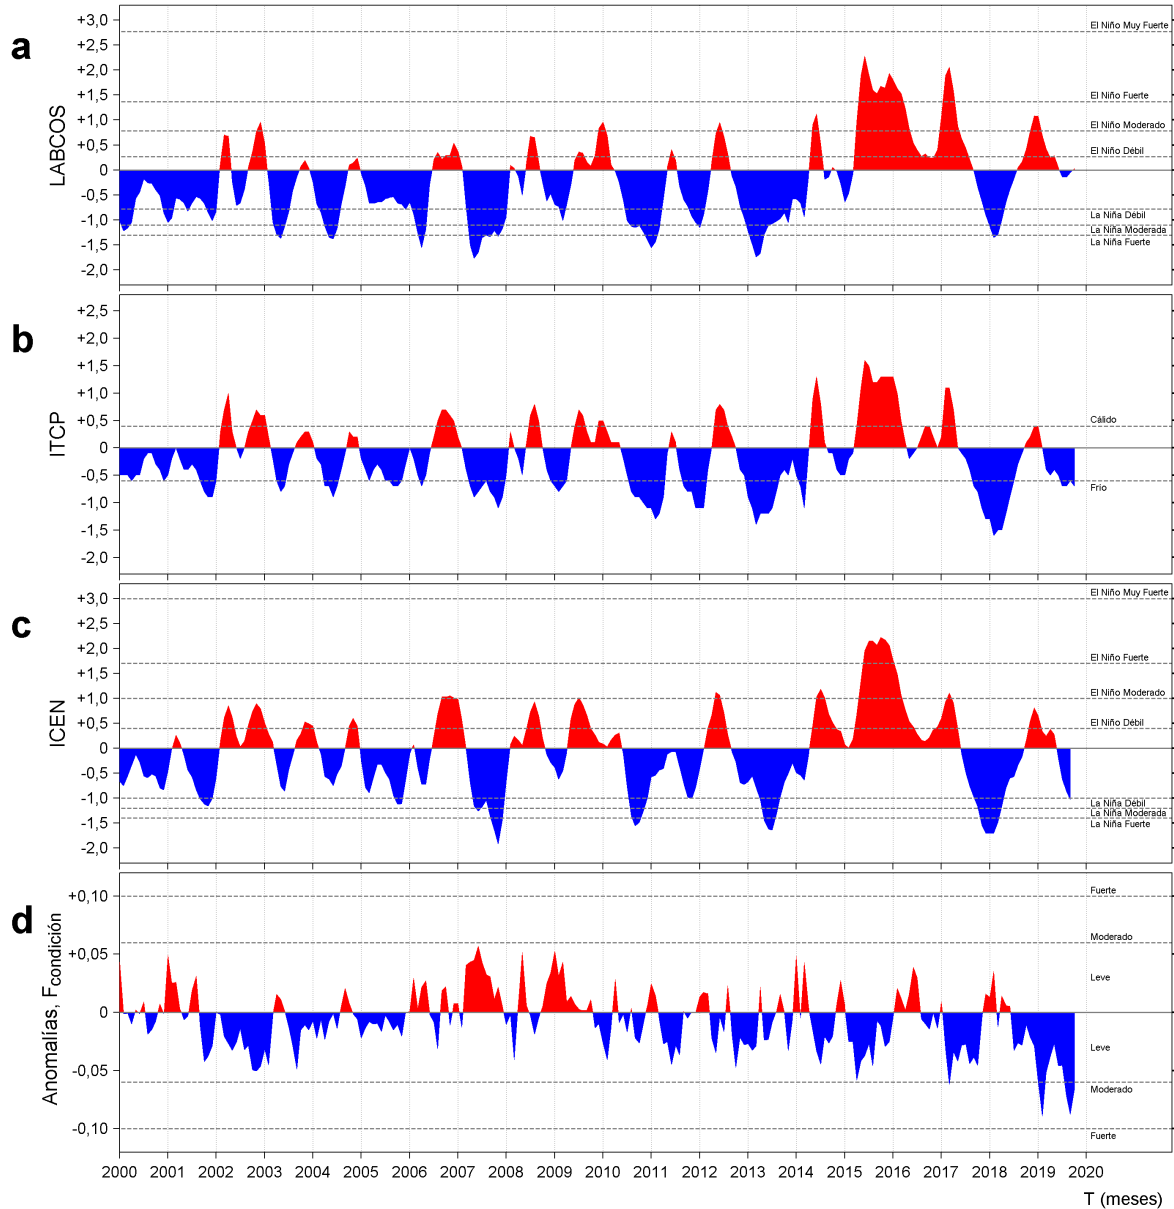 a
LABCOS
+3,0
+2,5
+2,0
+1,5
+1,0
+0,5
0
-0,5
-1,0
-1,5
-2,0
El Niño Muy Fuerte
El Niño Fuerte
El Niño Moderado
El Niño Débil
La Niña Débil
La Niña Moderada
La Niña Fuerte
b
ITCP
+2,5
+2,0
+1,5
+1,0
+0,5
0
-0,5
-1,0
-1,5
-2,0
Cálido
Frío
c
ICEN
+3,0
+2,5
+2,0
+1,5
+1,0
+0,5
0
-0,5
-1,0
-1,5
-2,0
El Niño Muy Fuerte
El Niño Fuerte
El Niño Moderado
El Niño Débil
La Niña Débil
La Niña Moderada
La Niña Fuerte
d
Anomalías, Fcondición
+0,10
+0,05
0
-0,05
-0,10
Fuerte
Moderado
Leve
Leve
Moderado
Fuerte
2000 2001 2002 2003 2004 2005 2006 2007 2008 2009 2010 2011 2012 2013 2014 2015 2016 2017 2018 2019 2020
T (meses)